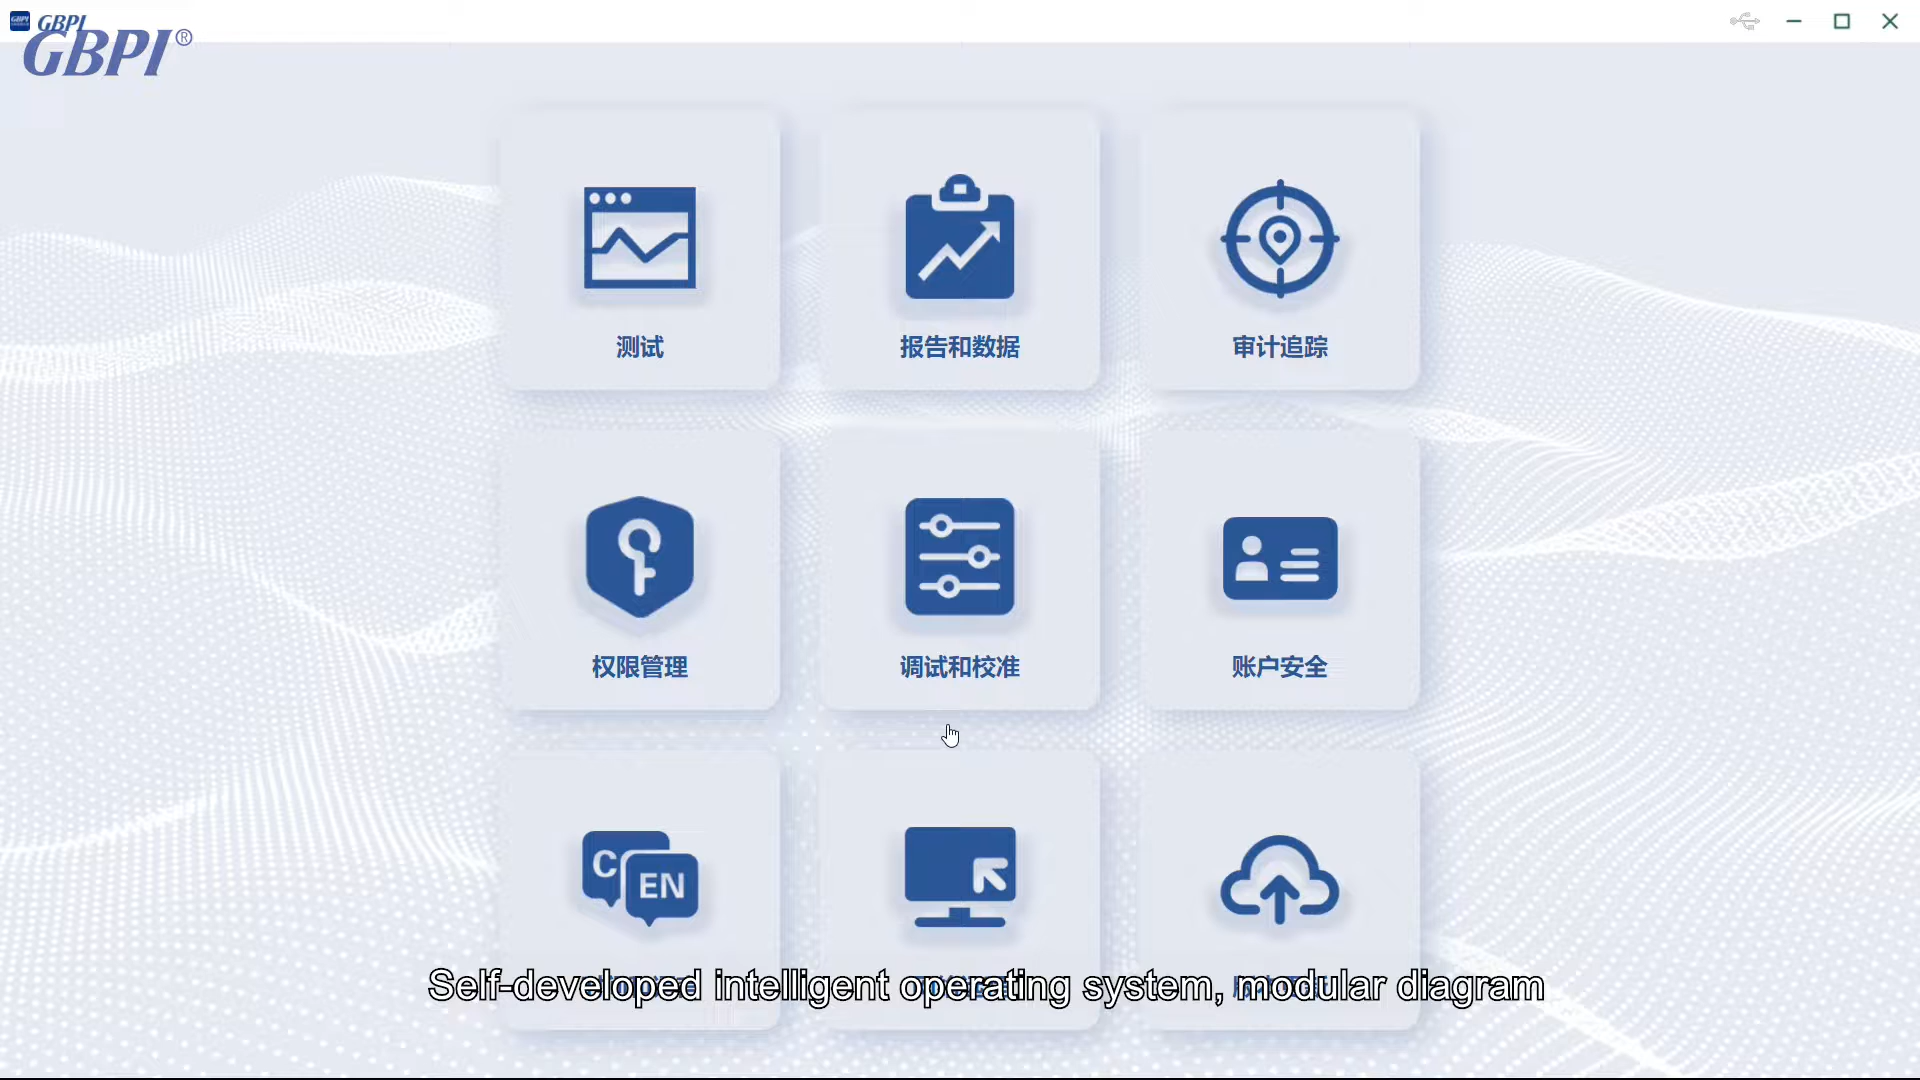 GBPI
GBPI®
测试
报告和数据
审计追踪
权限管理
调试和校准
账户安全
C
EN
Self-developed intelligent operating system, modular diagram